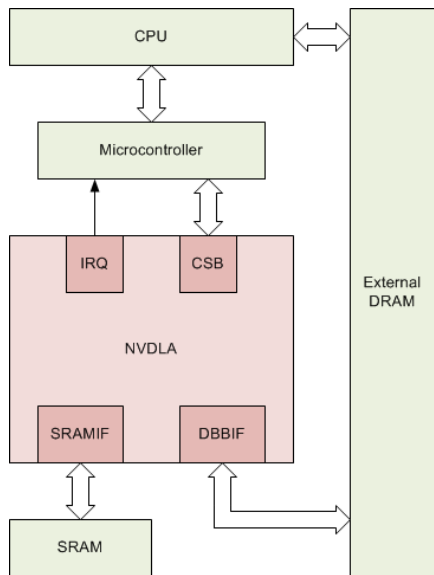 CPU
Microcontroller
IRQ
CSB
External
DRAM
NVDLA
SRAMIF
DBBIF
SRAM